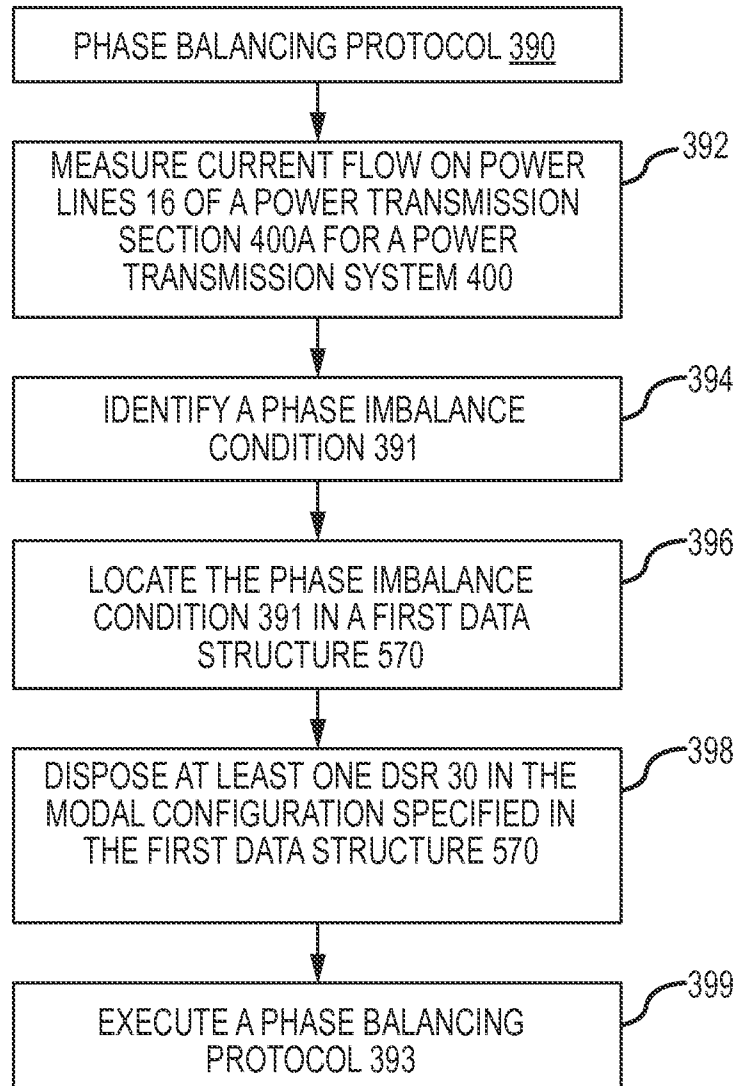 PHASE BALANCING PROTOCOL 390
392
MEASURE CURRENT FLOW ON POWER
LINES 16 OF A POWER TRANSMISSION
SECTION 400A FOR A POWER
TRANSMISSION SYSTEM 400
394
IDENTIFY A PHASE IMBALANCE
CONDITION 391
396
LOCATE THE PHASE IMBALANCE
CONDITION 391 IN A FIRST DATA
STRUCTURE 570
398
DISPOSE AT LEAST ONE DSR 30 IN THE
MODAL CONFIGURATION SPECIFIED IN
THE FIRST DATA STRUCTURE 570
399
EXECUTE A PHASE BALANCING
PROTOCOL 393